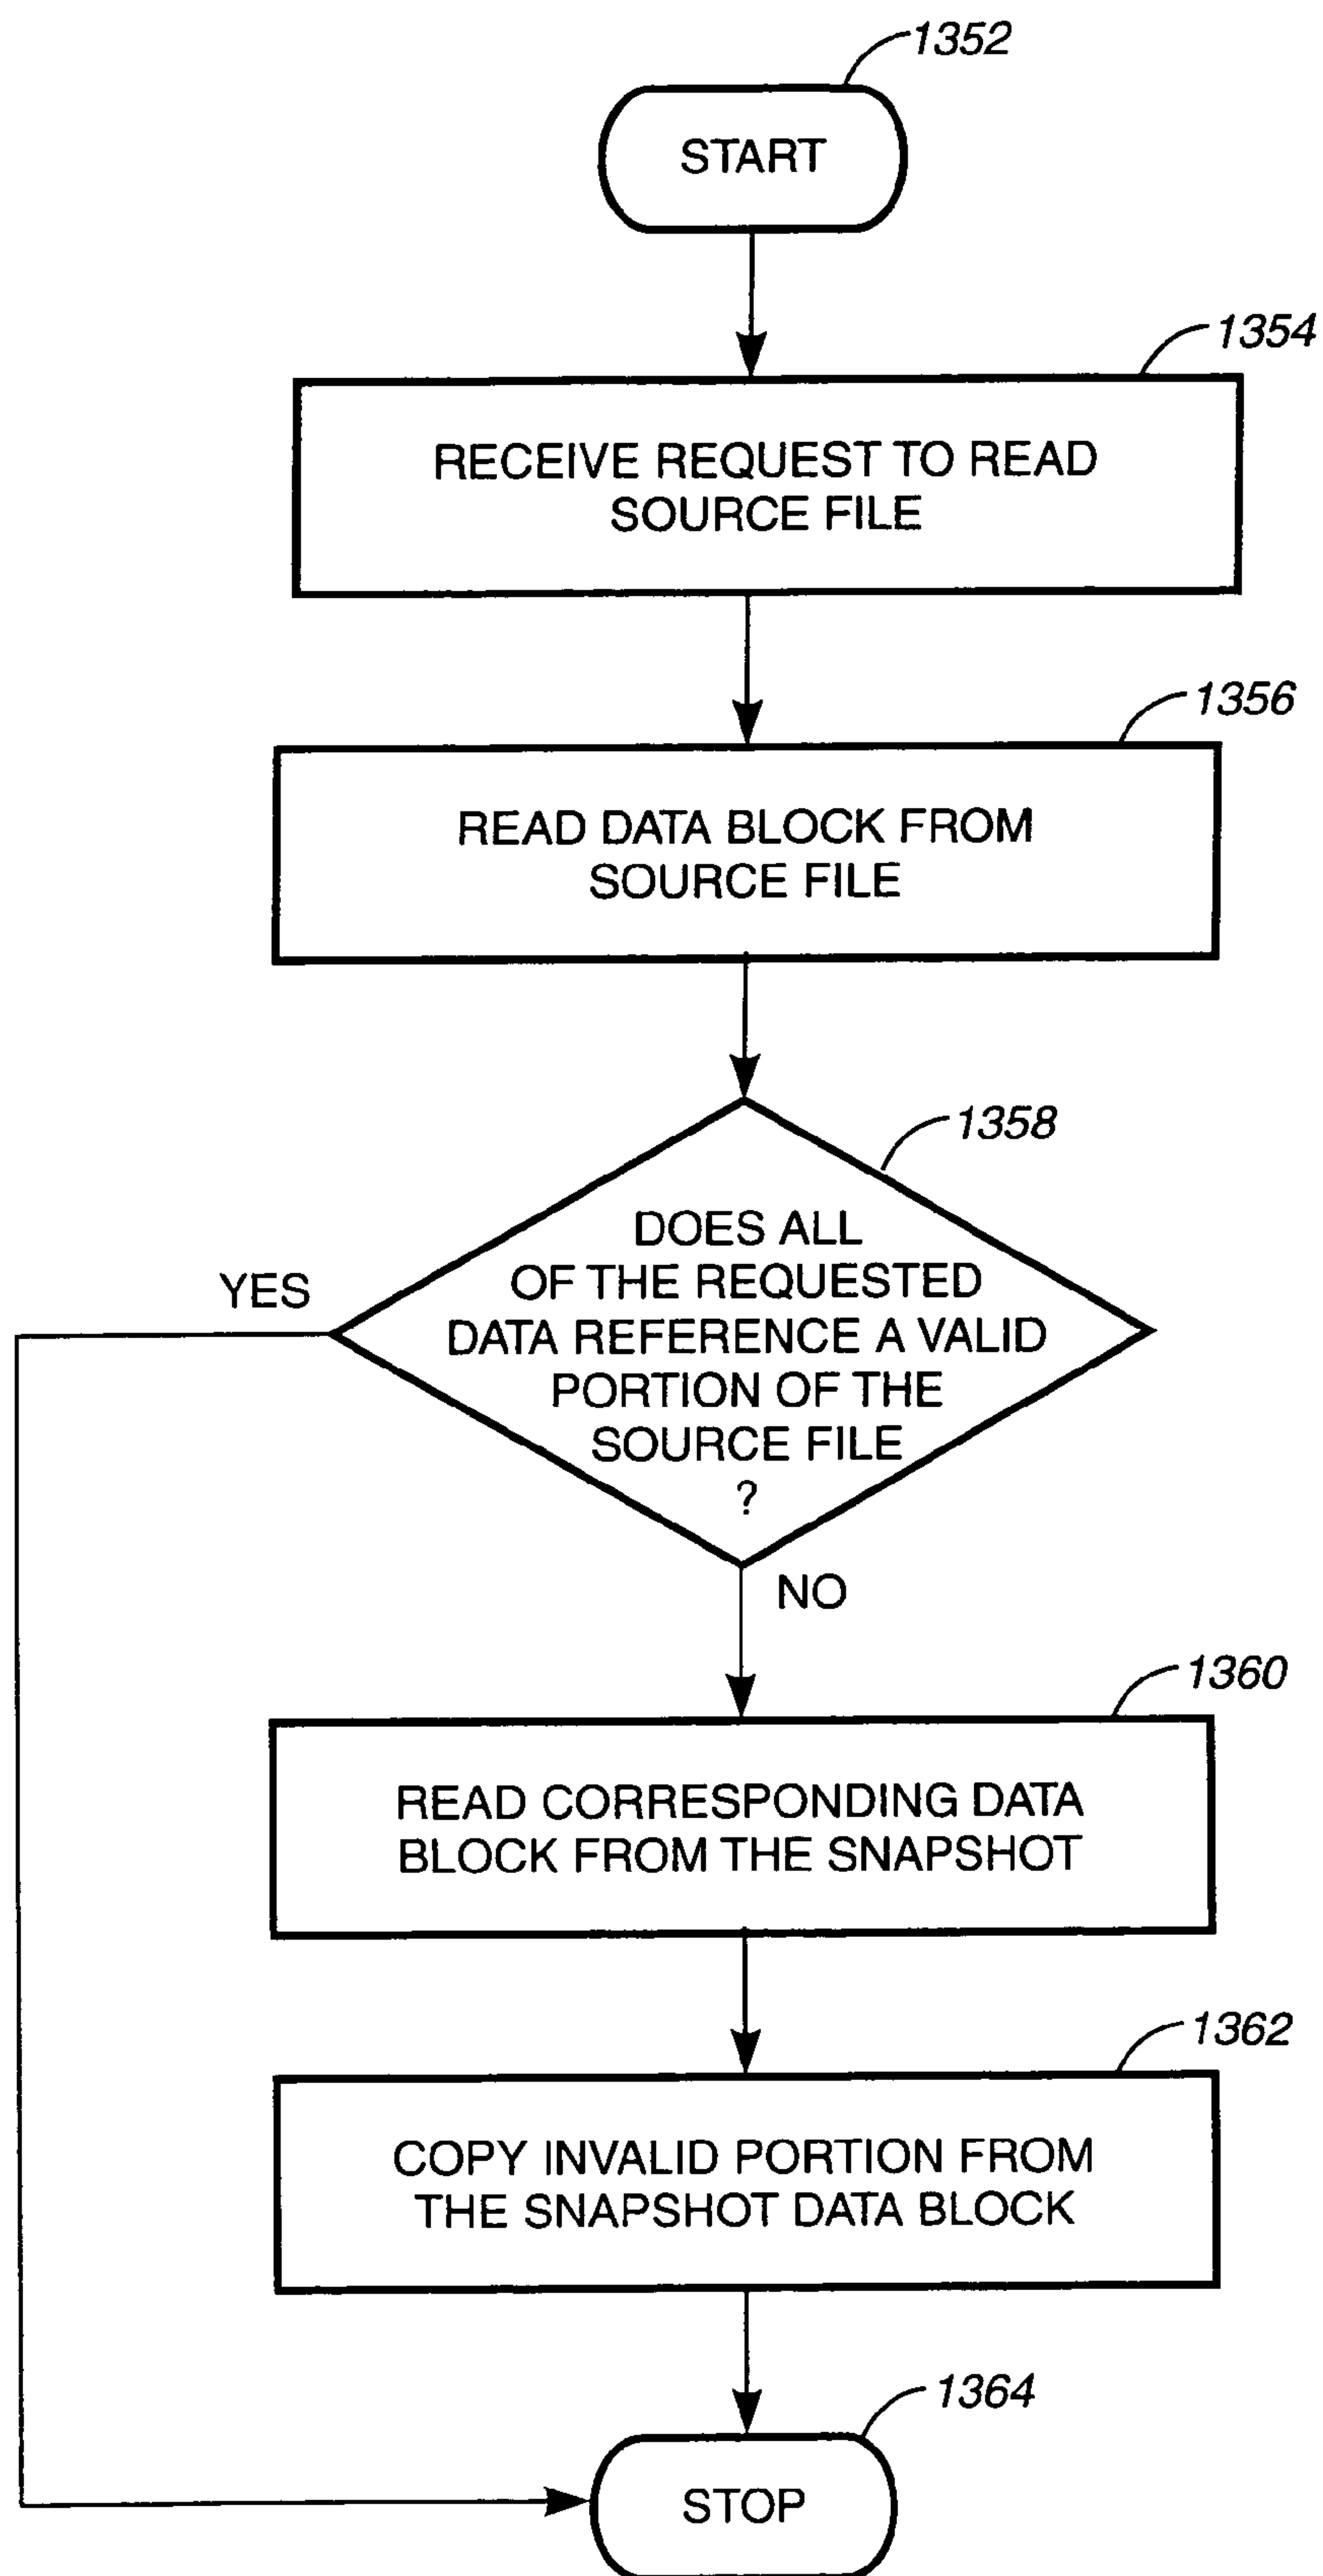 1352
START
1354
RECEIVE REQUEST TO READ
SOURCE FILE
1356
READ DATA BLOCK FROM
SOURCE FILE
1358
DOES ALL
OF THE REQUESTED
DATA REFERENCE A VALID
PORTION OF THE
SOURCE FILE
?
YES
NO
1360
READ CORRESPONDING DATA
BLOCK FROM THE SNAPSHOT
1362
COPY INVALID PORTION FROM
THE SNAPSHOT DATA BLOCK
1364
STOP